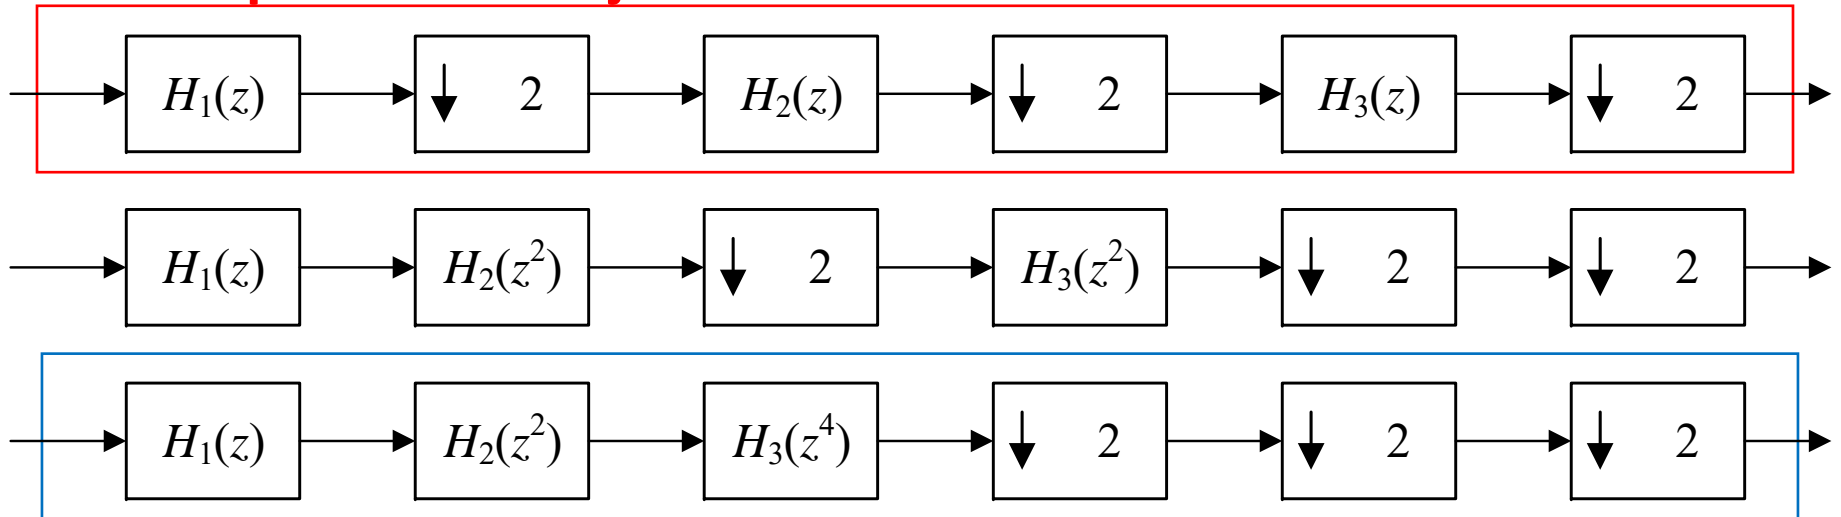 H₁(z) ↓ 2 H₂(z) ↓ 2 H₃(z) ↓ 2
H₁(z) H₂(z²) ↓ 2 H₃(z²) ↓ 2 ↓ 2
H₁(z) H₂(z²) H₃(z⁴) ↓ 2 ↓ 2 ↓ 2